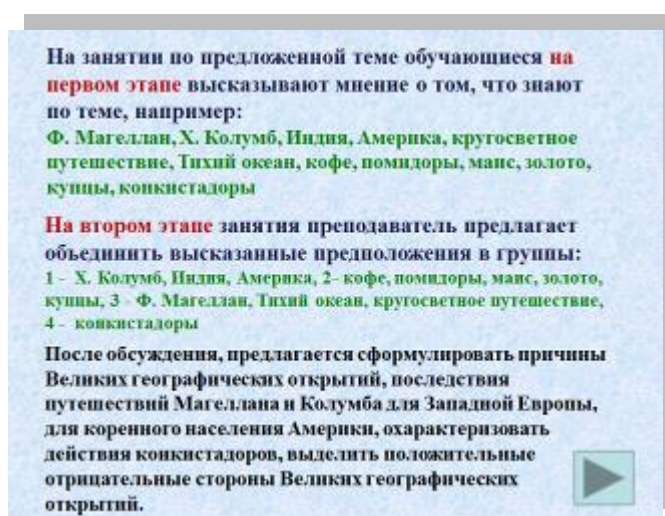 На занятии по предложенной теме обучающиеся на
первом этапе высказывают мнение о том, что знают
по теме, например:
Ф. Магеллан, Х. Колумб, Индия, Америка, кругосветное
путешествие, Тихий океан, кофе, помидоры, маис, золото,
купцы, конкистадоры
На втором этапе занятия преподаватель предлагает
объединить высказанные предположения в группы:
1 - Х. Колумб, Индия, Америка, 2- кофе, помидоры, маис, золото,
купцы, 3 - Ф. Магеллан, Тихий океан, кругосветное путешествие,
4 - конкистадоры
После обсуждения, предлагается сформулировать причины
Великих географических открытий, последствия
путешествий Магеллана и Колумба для Западной Европы,
для коренного населения Америки, охарактеризовать
действия конкистадоров, выделить положительные
отрицательные стороны Великих географических
открытий.